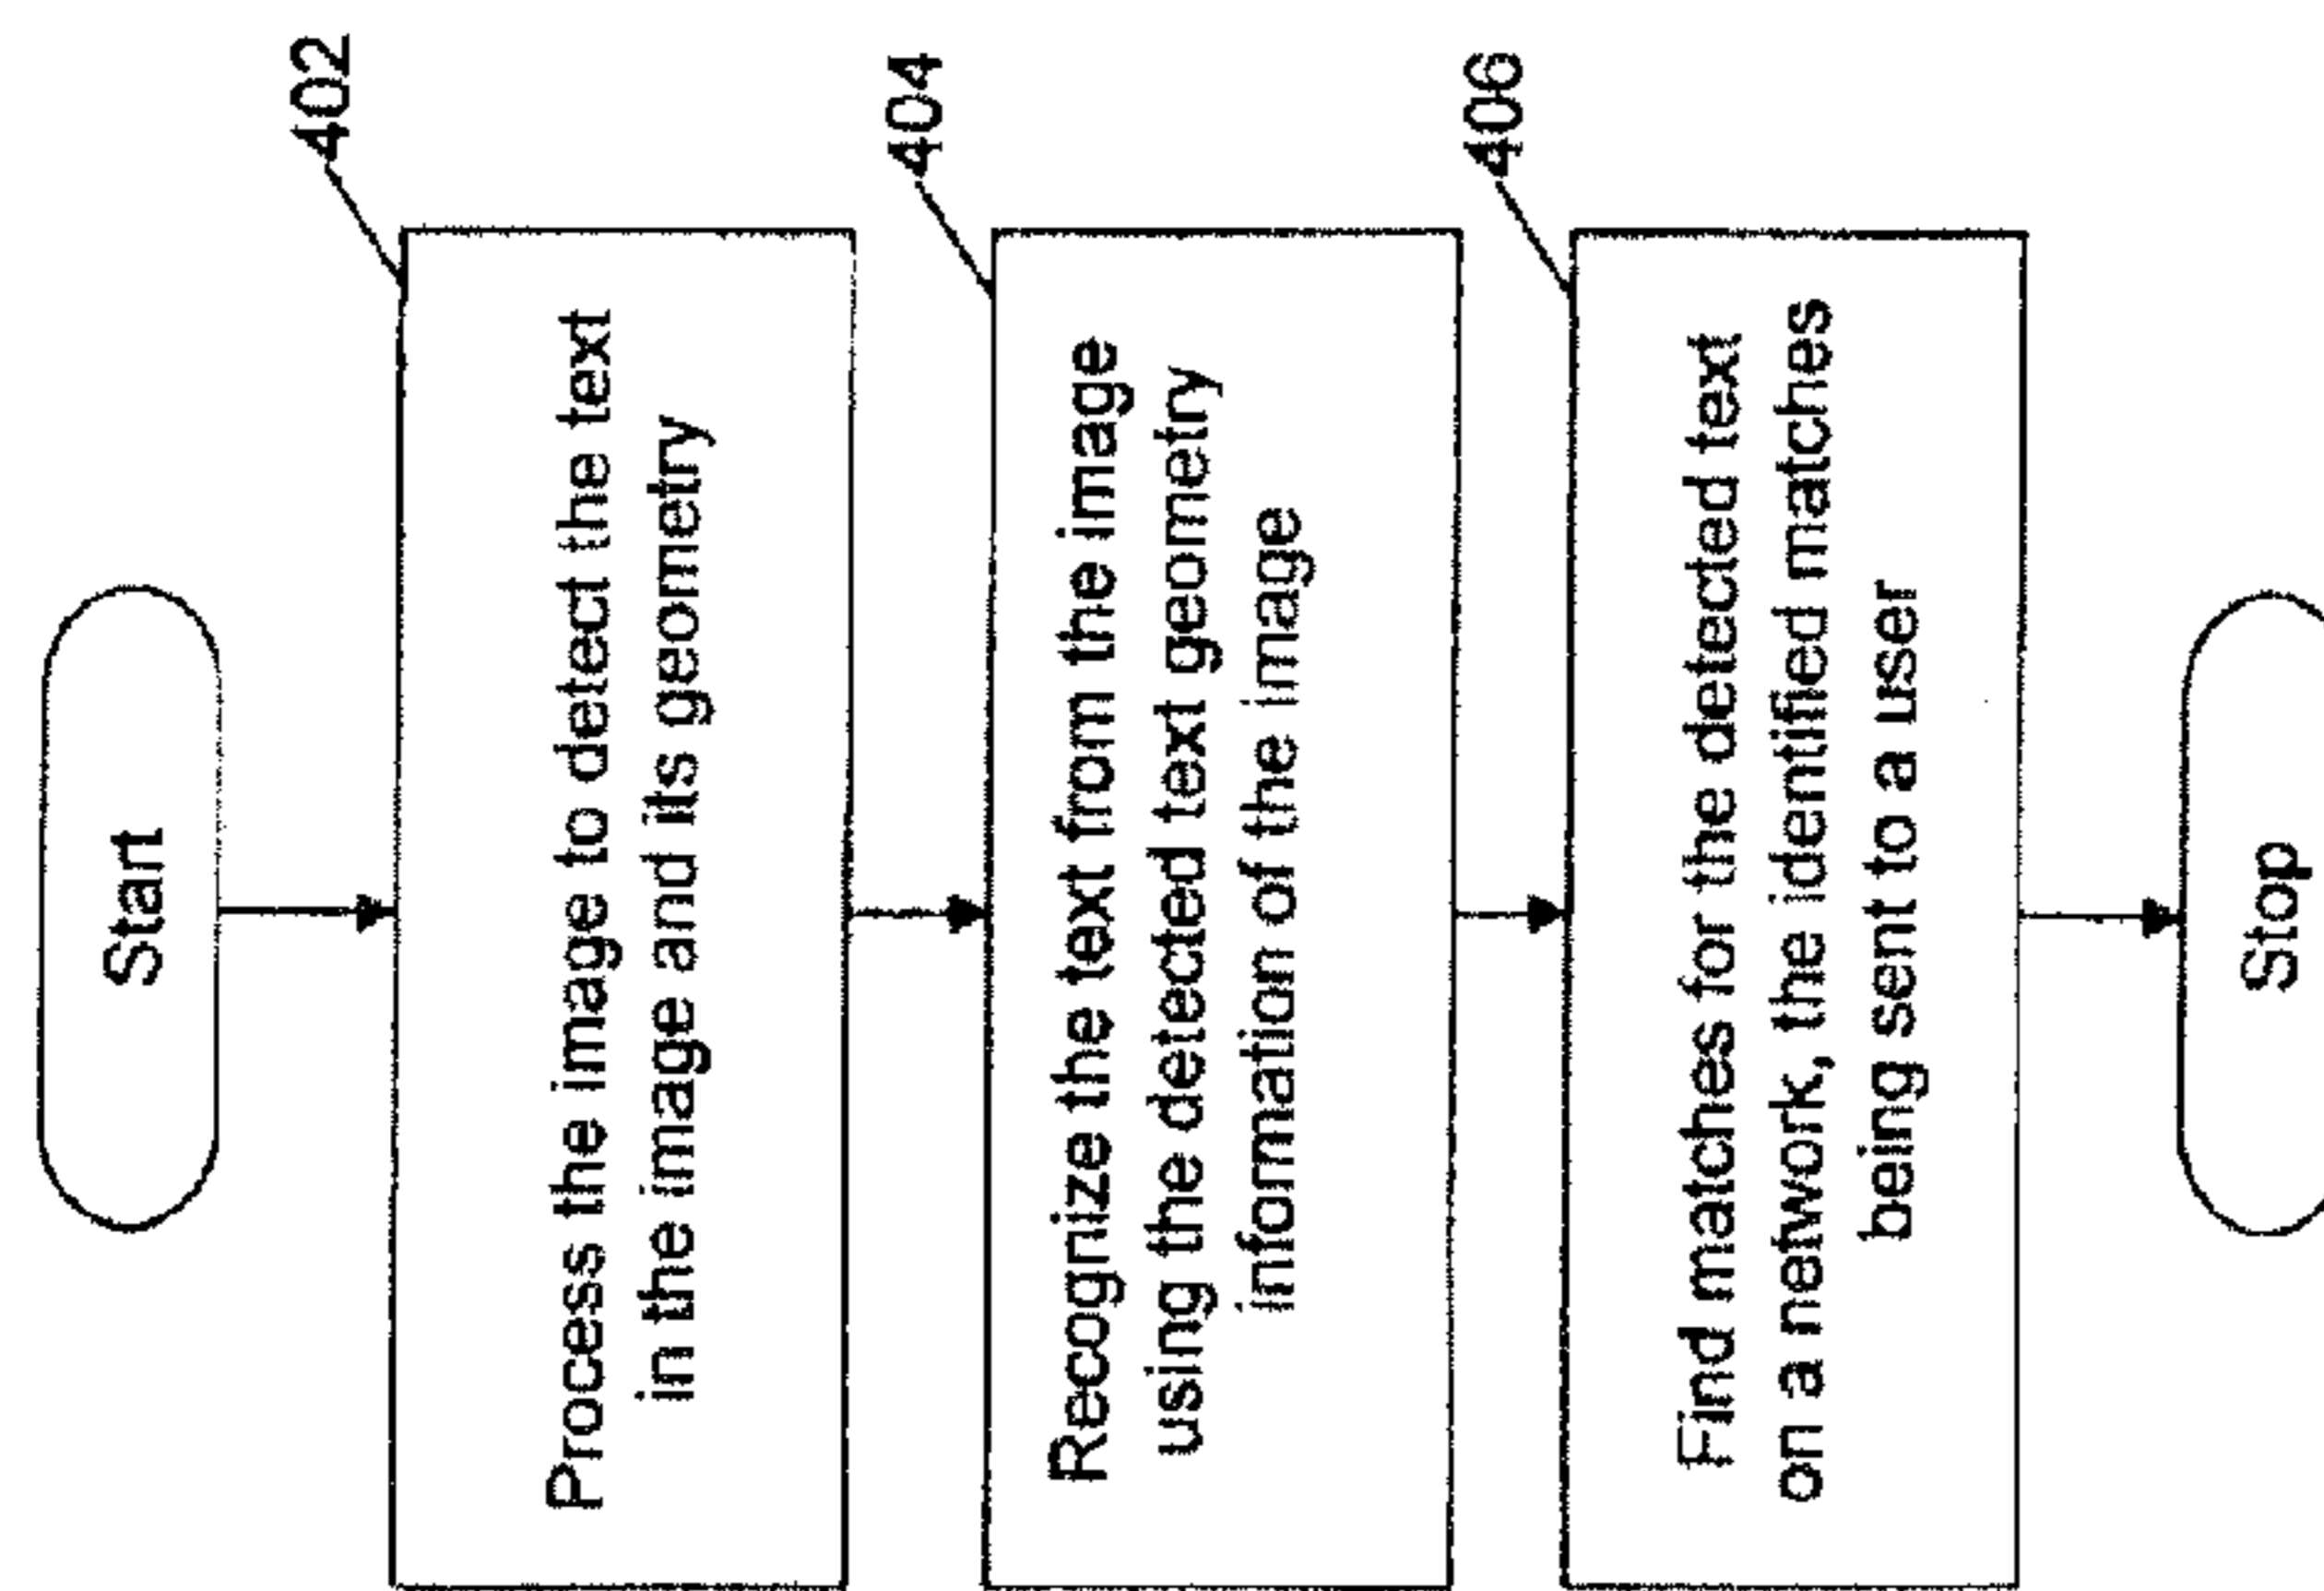 Start
402
Process the image to detect the text
in the image and its geometry
404
Recognize the text from the image
using the detected text geometry
information of the image
406
Find matches for the detected text
on a network, the identified matches
being sent to a user
Stop